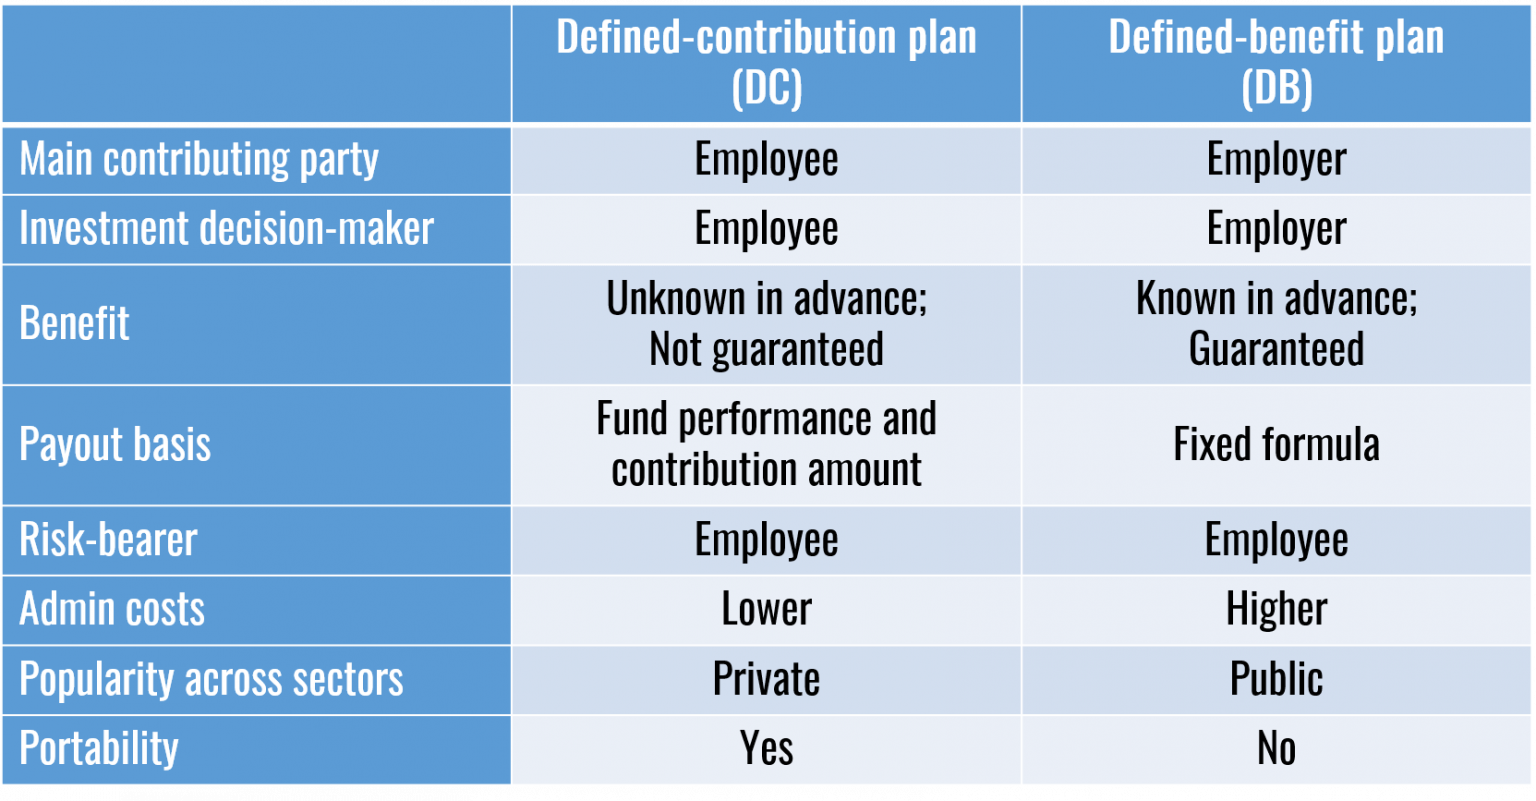 Defined-contribution plan
(DC)
Defined-benefit plan
(DB)
Main contributing party
Employee
Employer
Investment decision-maker
Employee
Employer
Benefit
Unknown in advance;
Not guaranteed
Known in advance;
Guaranteed
Payout basis
Fund performance and
contribution amount
Fixed formula
Risk-bearer
Employee
Employee
Admin costs
Lower
Higher
Popularity across sectors
Private
Public
Portability
Yes
No